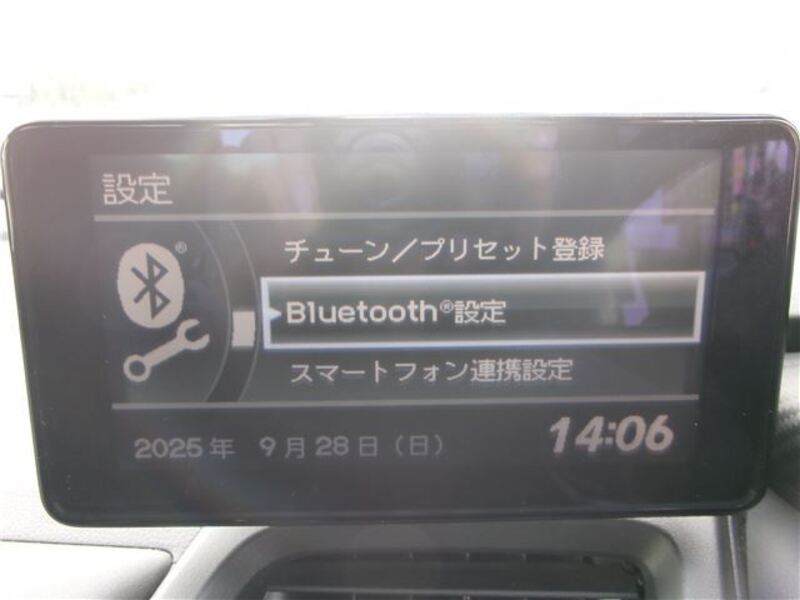 設定
チューン／プリセット登録
Bluetooth®設定
スマートフォン連携設定
2025年 9月28日（日）
14:06